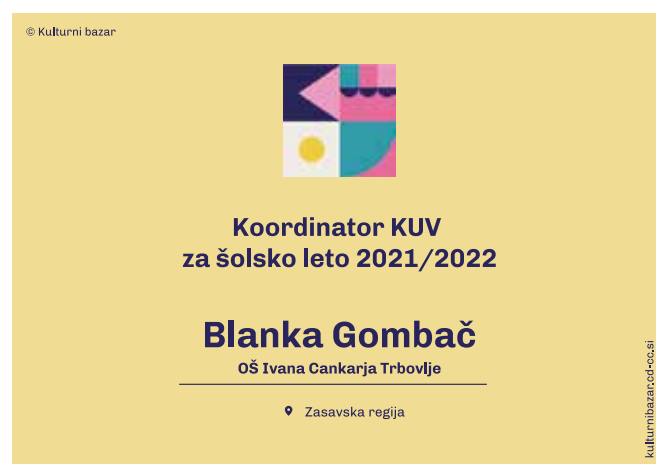 © Kulturni bazar
Koordinator KUV
za šolsko leto 2021/2022
Blanka Gombač
OŠ Ivana Cankarja Trbovlje
Zasavska regija
kulturnibazar.cd-cc.si